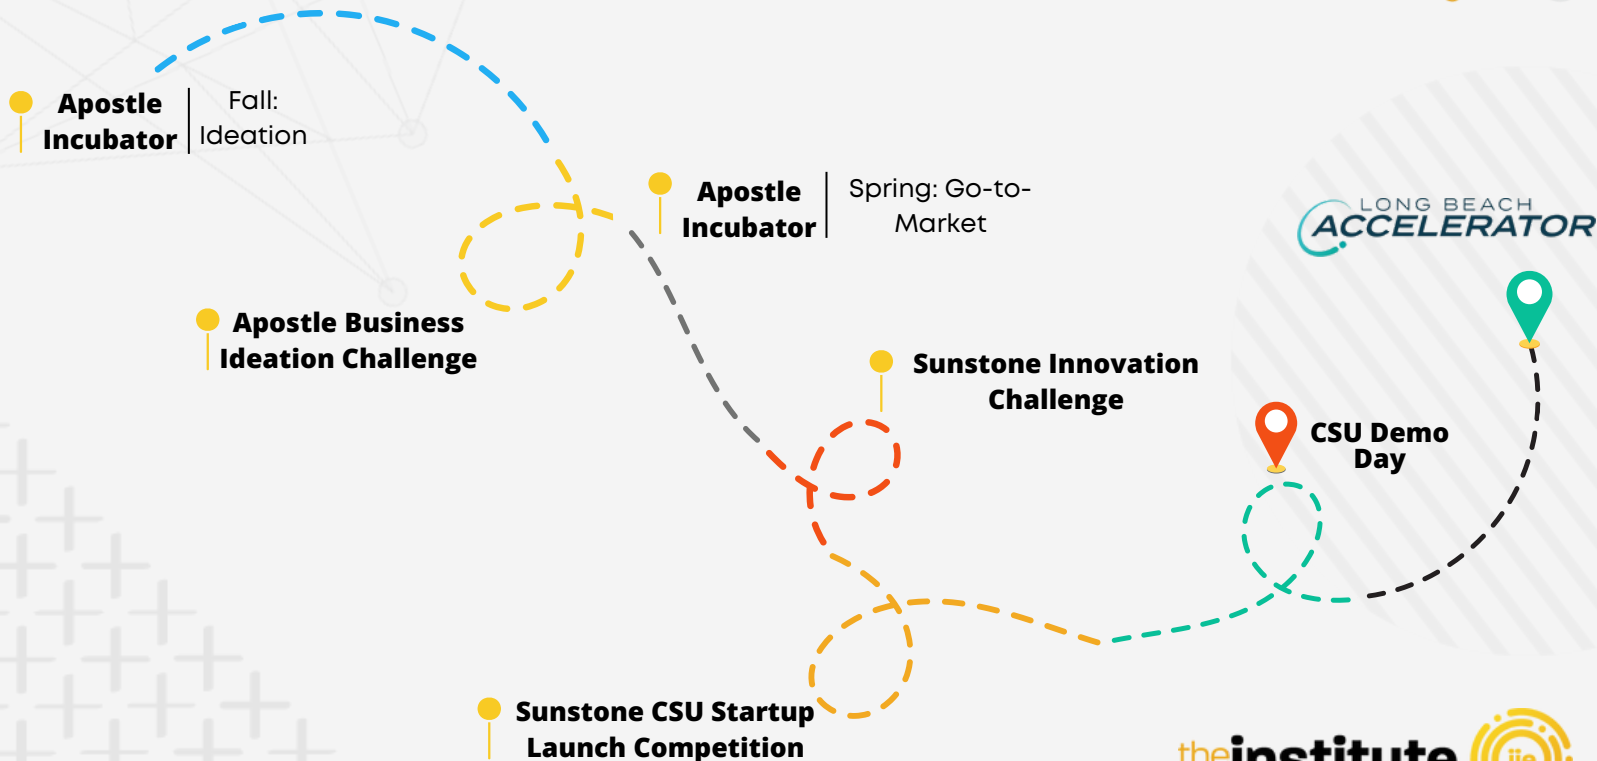 Apostle
Incubator
Fall:
Ideation
Apostle
Incubator
Spring: Go-to-
Market
LONG BEACH
ACCELERATOR
Apostle Business
Ideation Challenge
Sunstone Innovation
Challenge
CSU Demo
Day
Sunstone CSU Startup
Launch Competition
theinstitute
iie